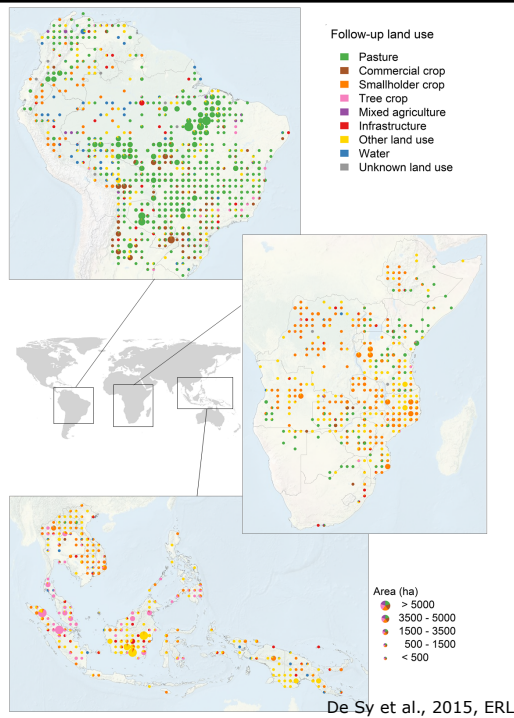 Follow-up land use
Pasture
Commercial crop
Smallholder crop
Tree crop
Mixed agriculture
Infrastructure
Other land use
Water
Unknown land use
Area (ha)
> 5000
3500 - 5000
1500 - 3500
500 - 1500
< 500
De Sy et al., 2015, ERL